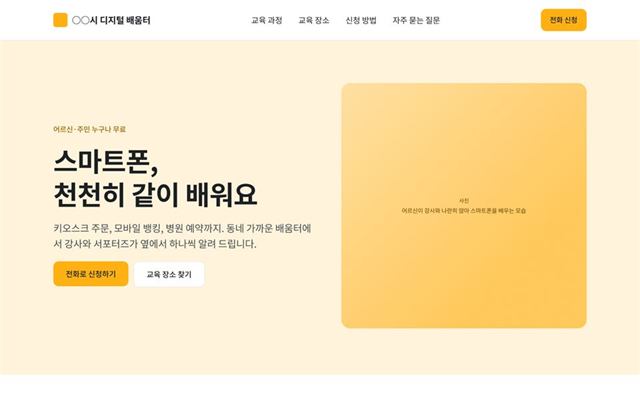 ○○시 디지털 배움터
교육 과정
교육 장소
신청 방법
자주 묻는 질문
전화 신청
어르신·주민 누구나 무료
스마트폰,
천천히 같이 배워요
키오스크 주문, 모바일 뱅킹, 병원 예약까지. 동네 가까운 배움터에
서 강사와 서포터즈가 옆에서 하나씩 알려 드립니다.
전화로 신청하기
교육 장소 찾기
사진
어르신이 강사와 나란히 앉아 스마트폰을 배우는 모습